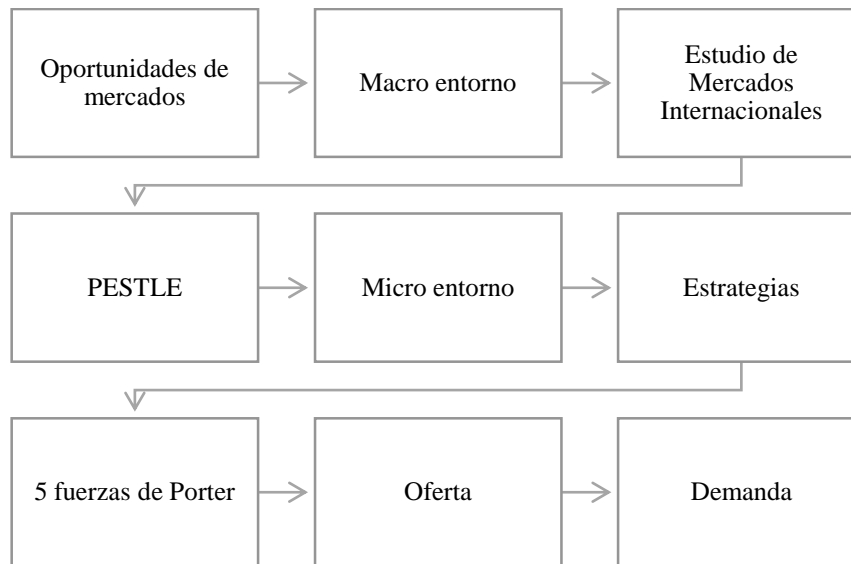 Oportunidades de
mercados
Macro entorno
Estudio de
Mercados
Internacionales
PESTLE
Micro entorno
Estrategias
5 fuerzas de Porter
Oferta
Demanda